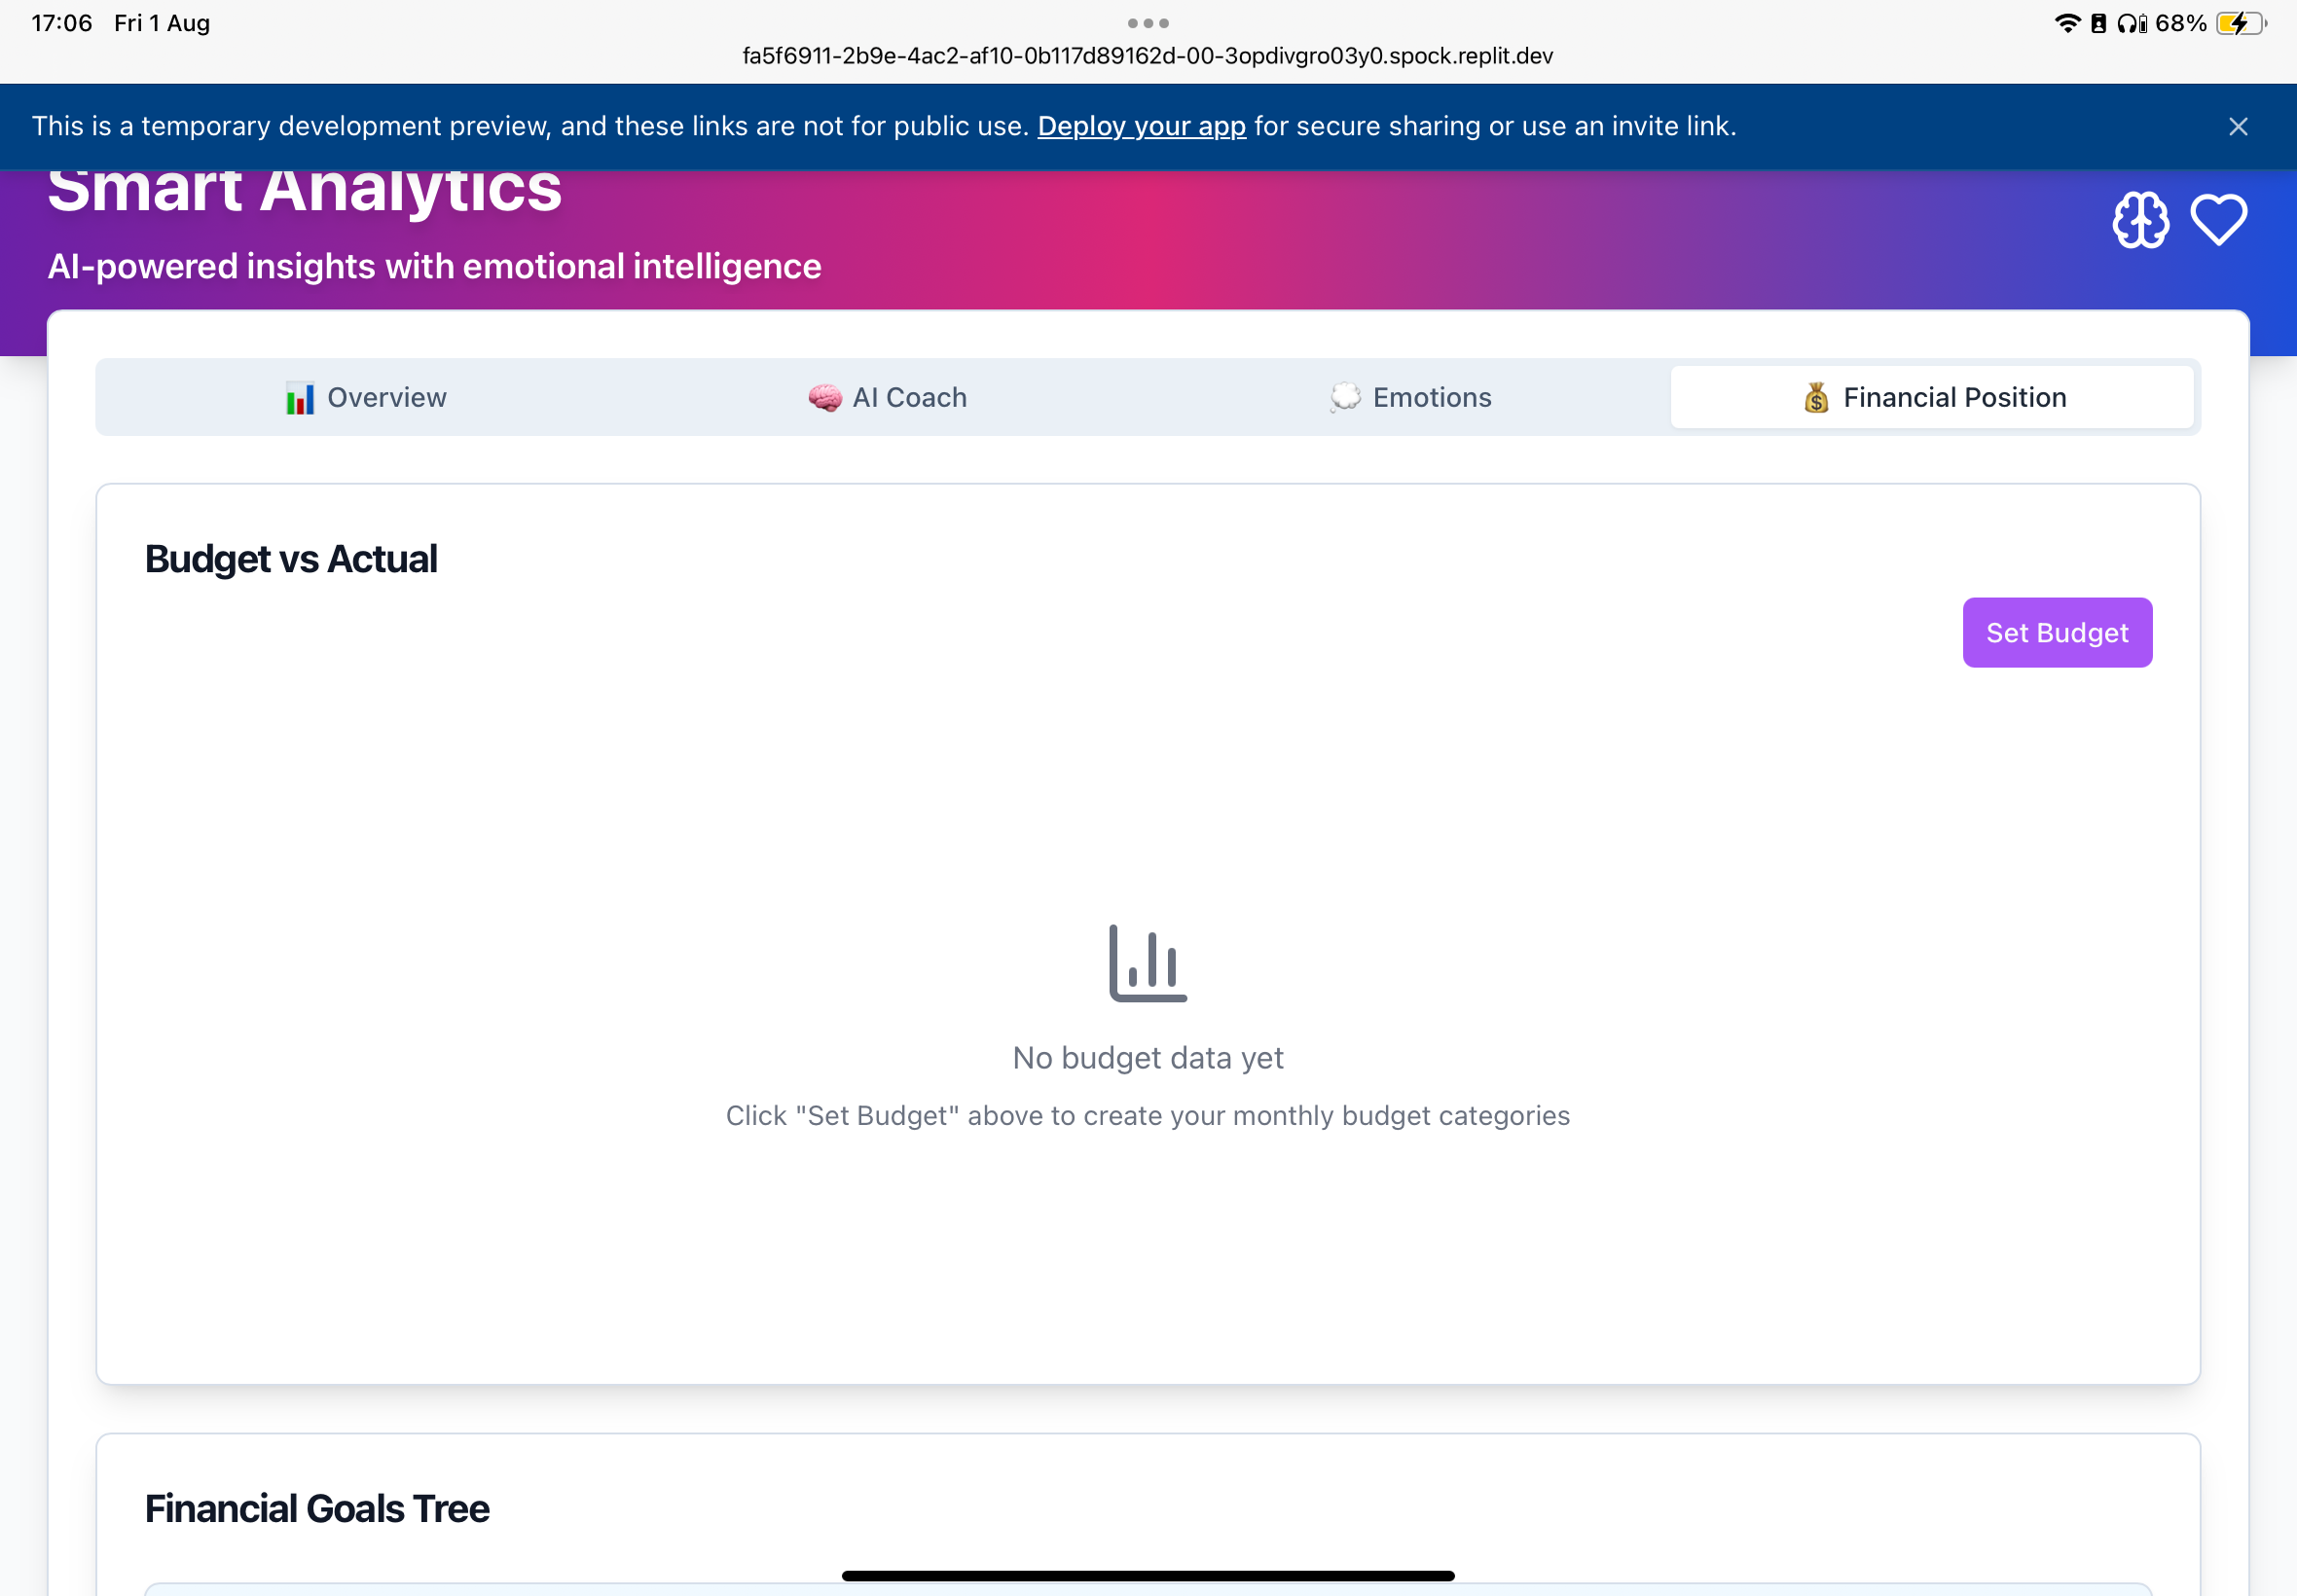 17:06 Fri 1 Aug
68%
fa5f6911-2b9e-4ac2-af10-0b117d89162d-00-3opdivgro03y0.spock.replit.dev
This is a temporary development preview, and these links are not for public use. Deploy your app for secure sharing or use an invite link.
Smart Analytics
AI-powered insights with emotional intelligence
Overview
AI Coach
Emotions
Financial Position
Budget vs Actual
Set Budget
No budget data yet
Click "Set Budget" above to create your monthly budget categories
Financial Goals Tree